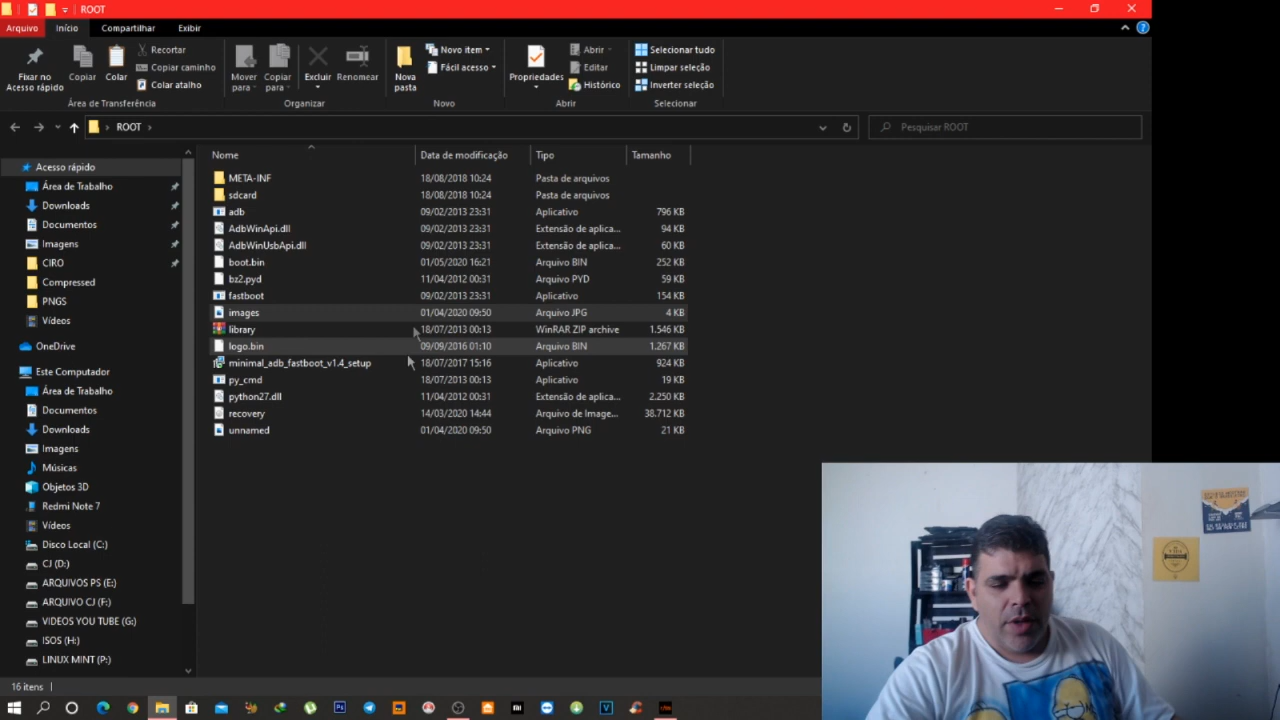 ROOT
Arquivo Início Compartilhar Exibir
Fixar no Acesso rápido
Copiar
Colar
Recortar
Copiar caminho
Colar atalho
Mover para
Copiar para
Excluir
Renomear
Nova pasta
Novo item
Fácil acesso
Propriedades
Abrir
Editar
Histórico
Selecionar tudo
Limpar seleção
Inverter seleção
Área de Transferência Organizar Novo Abrir Selecionar
ROOT
Pesquisar ROOT
Nome Data de modificação Tipo Tamanho
META-INF 18/08/2018 10:24 Pasta de arquivos
sdcard 18/08/2018 10:24 Pasta de arquivos
adb 09/02/2013 23:31 Aplicativo 796 KB
AdbWinApi.dll 09/02/2013 23:31 Extensão de aplica... 94 KB
AdbWinUsbApi.dll 09/02/2013 23:31 Extensão de aplica... 60 KB
boot.bin 01/05/2020 16:21 Arquivo BIN 252 KB
bz2.pyd 11/04/2012 00:31 Arquivo PYD 59 KB
fastboot 09/02/2013 23:31 Aplicativo 154 KB
images 01/04/2020 09:50 Arquivo JPG 4 KB
library 18/07/2013 00:13 WinRAR ZIP archive 1.546 KB
logo.bin 09/09/2016 01:10 Arquivo BIN 1.267 KB
minimal_adb_fastboot_v1.4_setup 18/07/2017 15:16 Aplicativo 924 KB
py_cmd 18/07/2013 00:13 Aplicativo 19 KB
python27.dll 11/04/2012 00:31 Extensão de aplica... 2.250 KB
recovery 14/03/2020 14:44 Arquivo de Image... 38.712 KB
unnamed 01/04/2020 09:50 Arquivo PNG 21 KB
Acesso rápido
Área de Trabalho
Downloads
Documentos
Imagens
CIRO
Compressed
PNGS
Vídeos
OneDrive
Este Computador
Área de Trabalho
Documentos
Downloads
Imagens
Músicas
Objetos 3D
Redmi Note 7
Vídeos
Disco Local (C:)
CJ (D:)
ARQUIVOS PS (E:)
ARQUIVO CJ (F:)
VIDEOS YOU TUBE (G:)
ISOS (H:)
LINUX MINT (P:)
16 itens